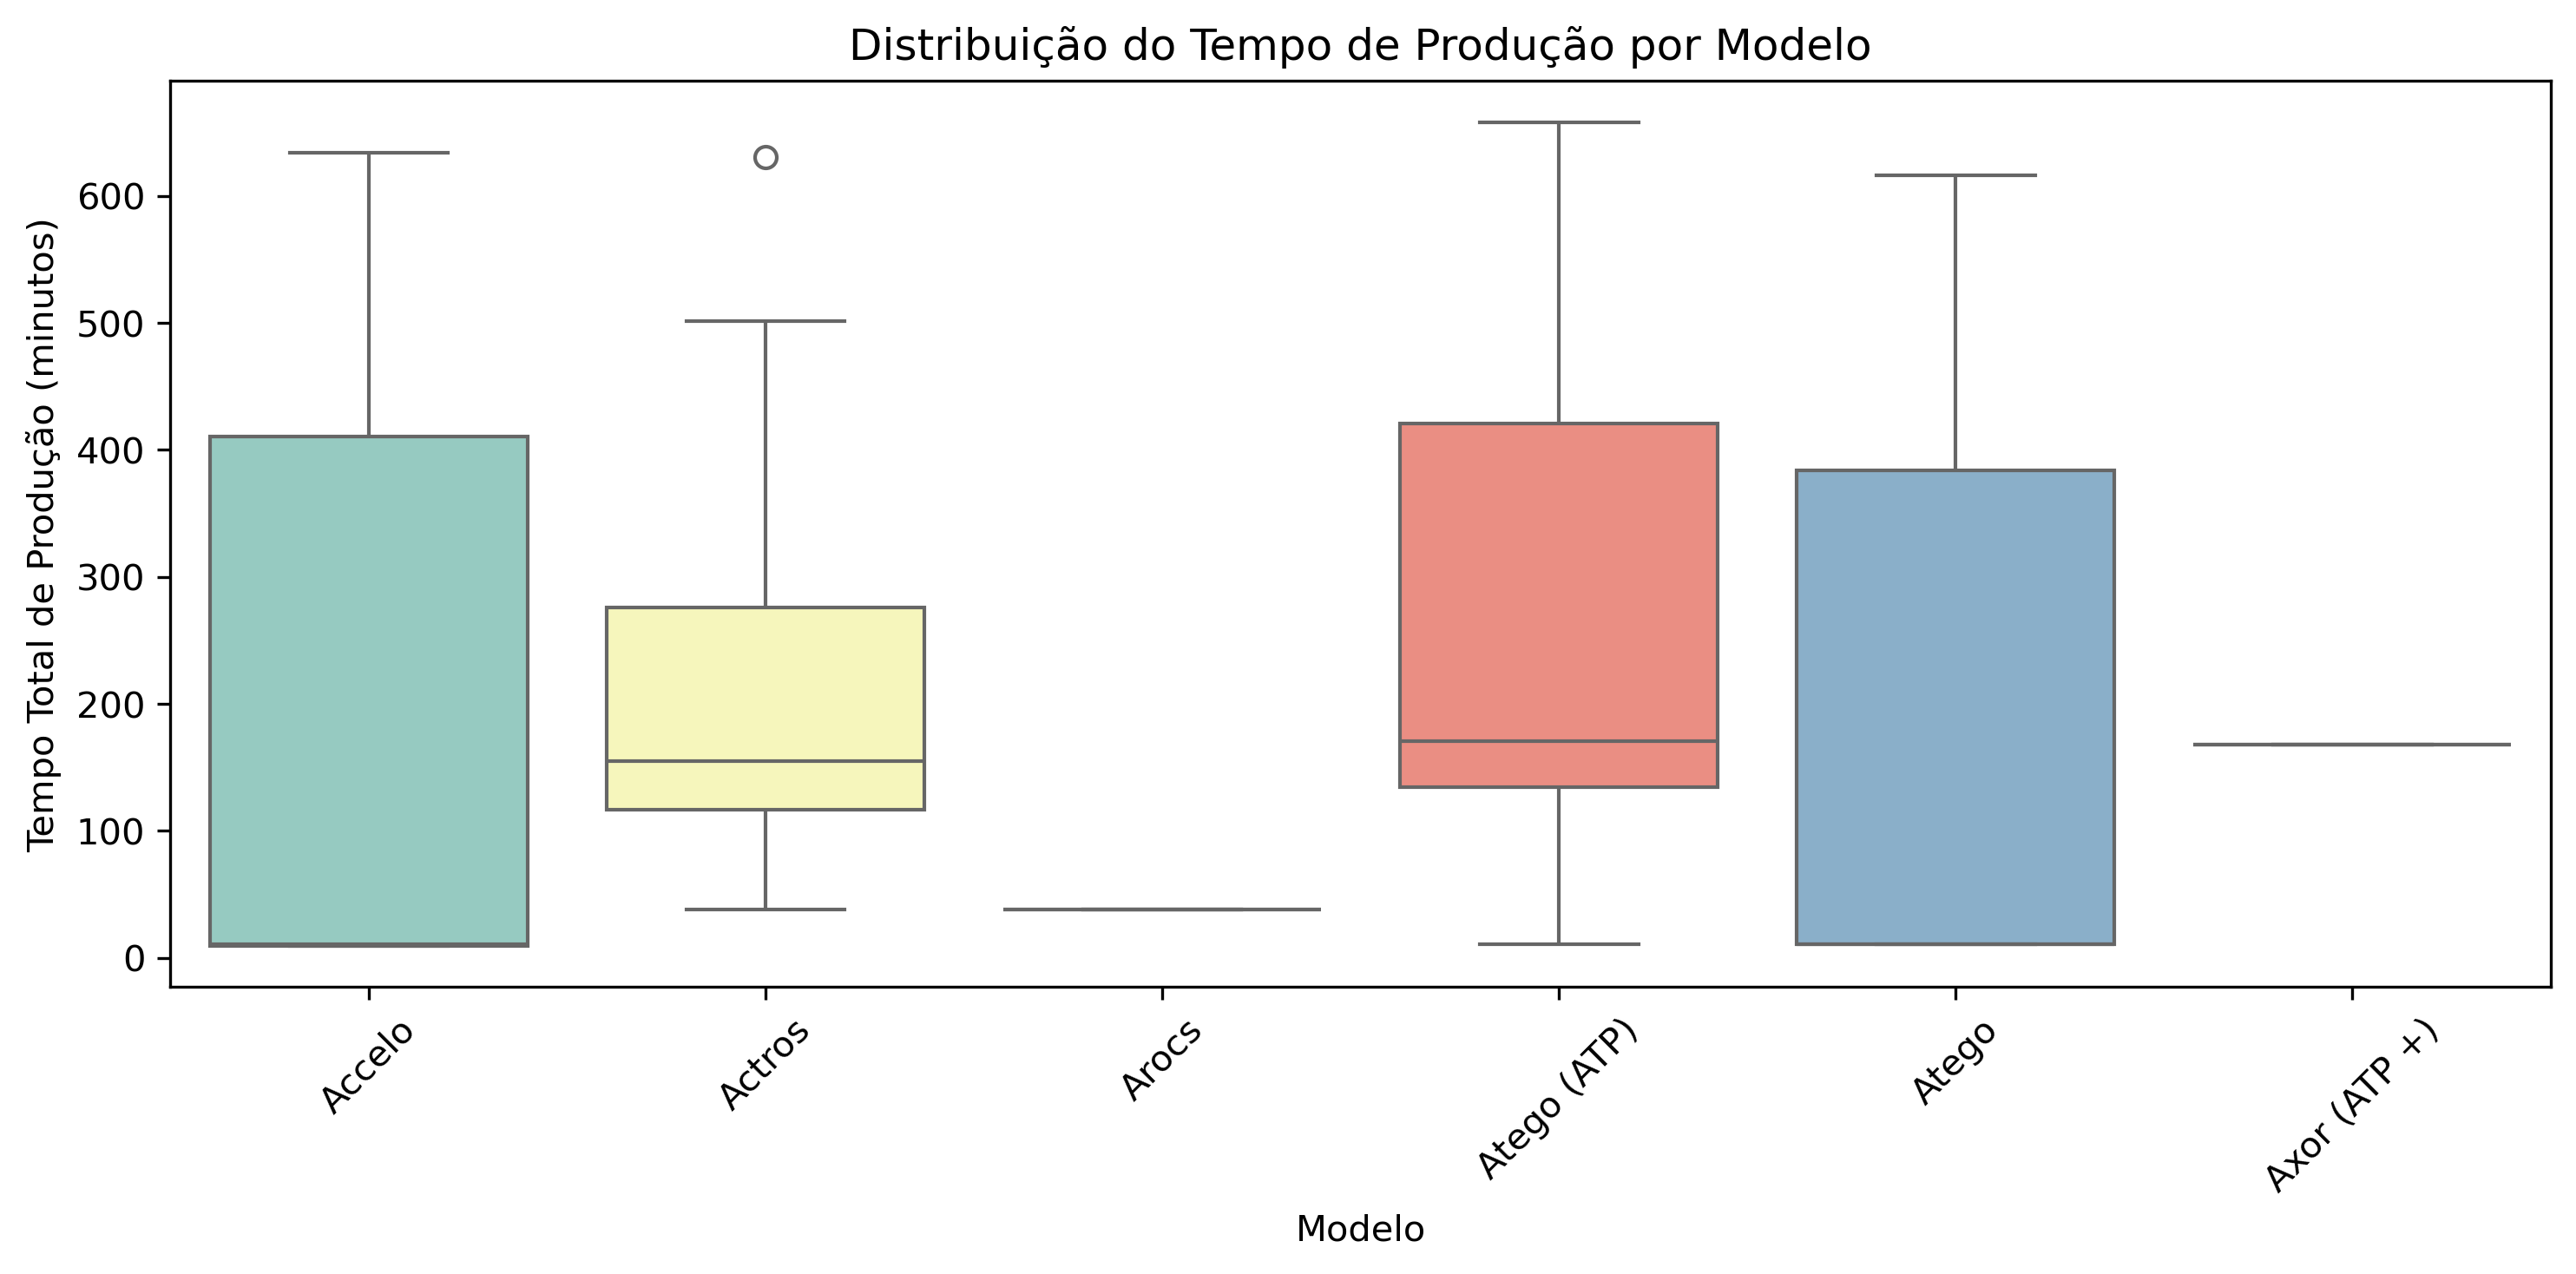 Distribuição do Tempo de Produção por Modelo
Tempo Total de Produção (minutos)
600
500
400
300
200
100
0
Accelo
Actros
Arocs
Atego (ATP)
Atego
Axor (ATP +)
Modelo